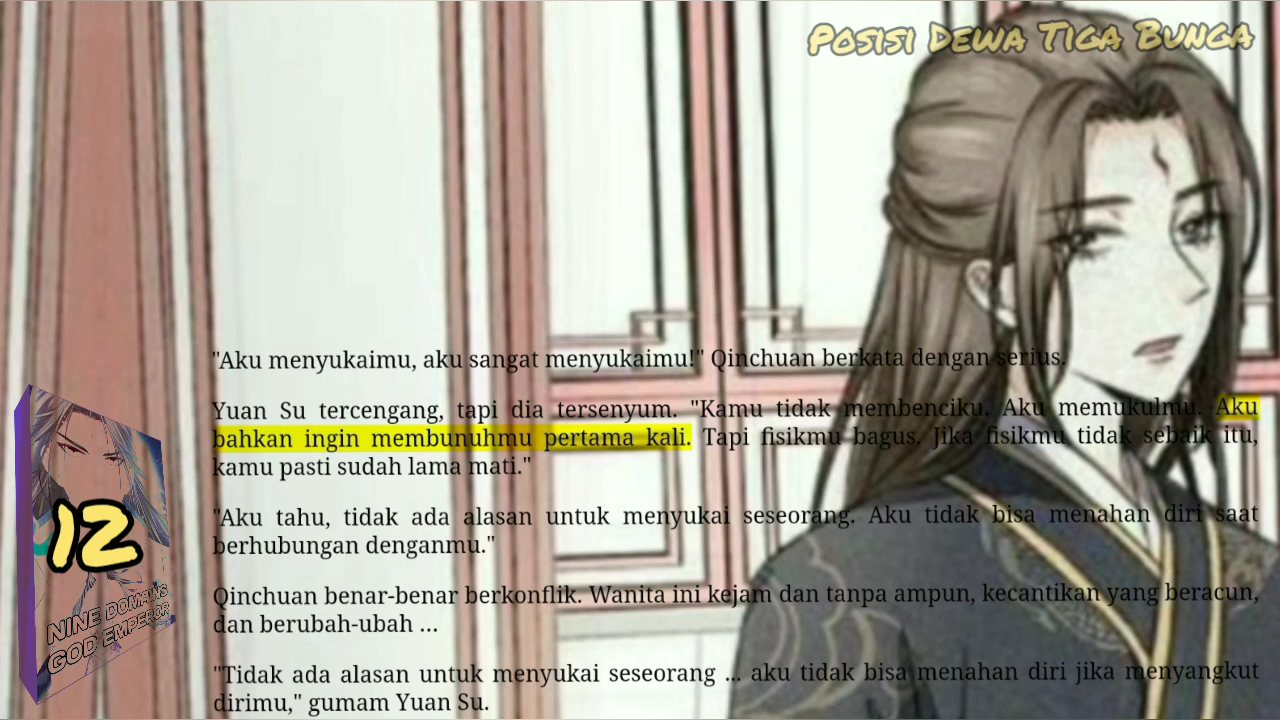 Posisi Dewa Tiga Bunga
"Aku menyukaimu, aku sangat menyukaimu!" Qinchuan berkata dengan serius.
Yuan Su tercengang, tapi dia tersenyum. "Kamu tidak membenciku. Aku memukulmu. Aku
bahkan ingin membunuhmu pertama kali. Tapi fisikmu bagus. Jika fisikmu tidak sebaik itu,
kamu pasti sudah lama mati."
"Aku tahu, tidak ada alasan untuk menyukai seseorang. Aku tidak bisa menahan diri saat
berhubungan denganmu."
Qinchuan benar-benar berkonflik. Wanita ini kejam dan tanpa ampun, kecantikan yang beracun,
dan berubah-ubah ...
"Tidak ada alasan untuk menyukai seseorang ... aku tidak bisa menahan diri jika menyangkut
dirimu," gumam Yuan Su.
12
NINE DOMAINS
GOD EMPEROR